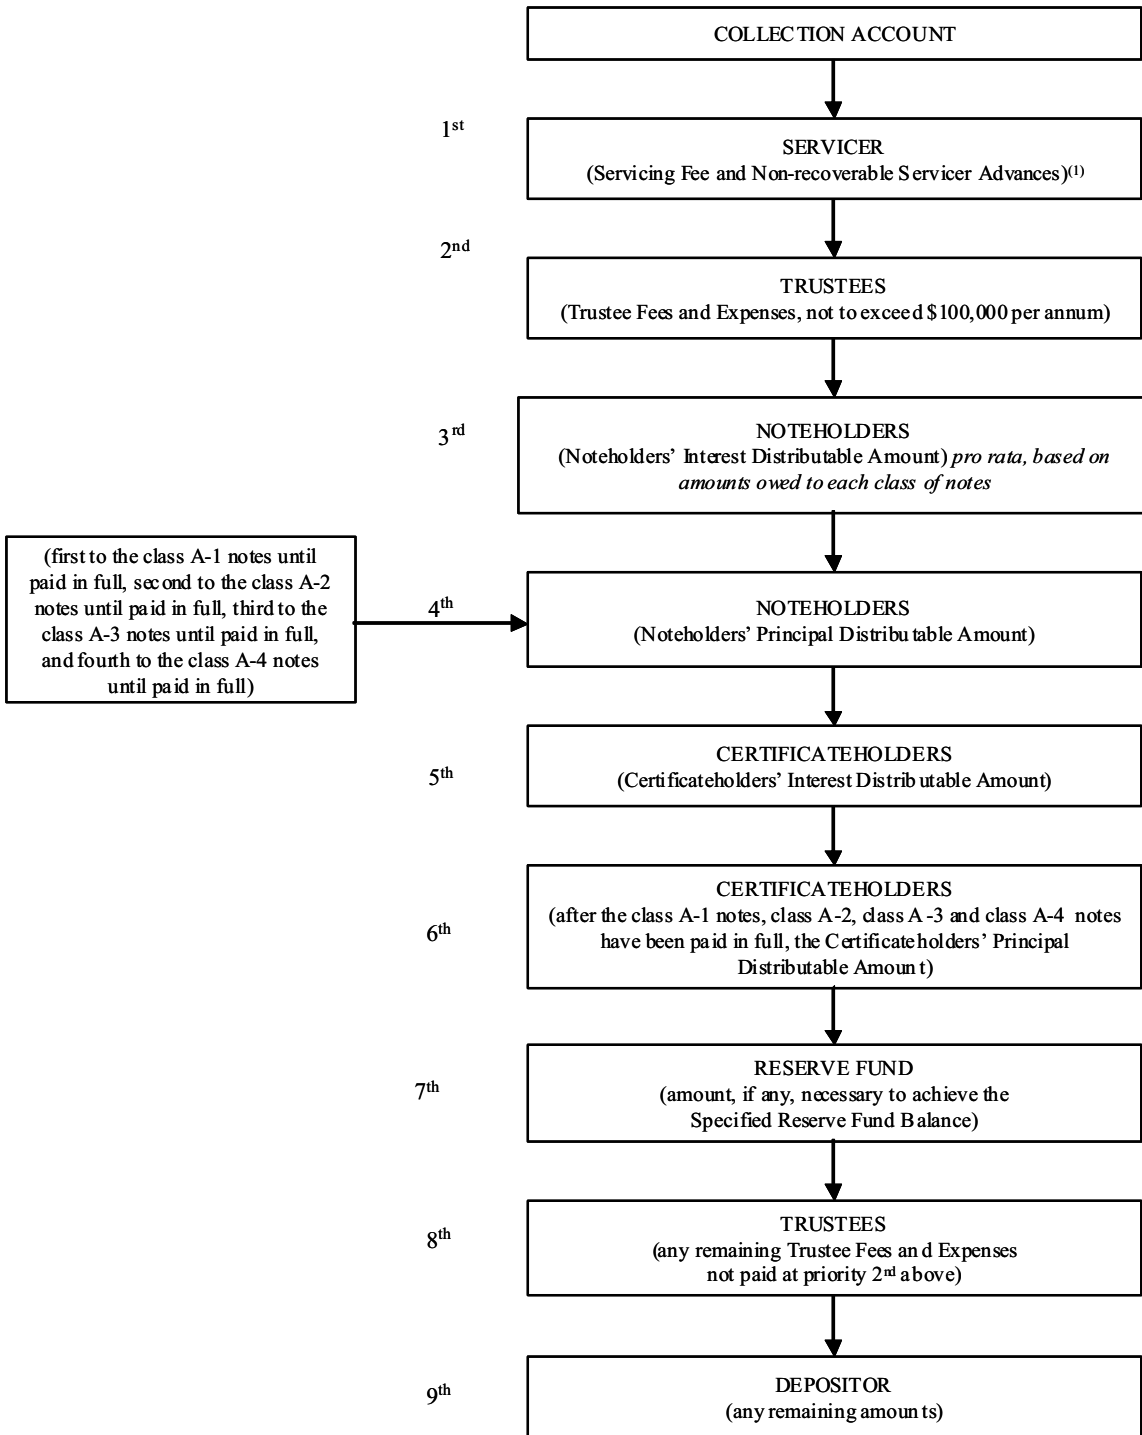 COLLECTION ACCOUNT
1st
SERVICER
(Servicing Fee and Non-recoverable Servicer Advances)(1)
2nd
TRUSTEES
(Trustee Fees and Expenses, not to exceed $100,000 per annum)
3rd
NOTEHOLDERS
(Noteholders’ Interest Distributable Amount) pro rata, based on
amounts owed to each class of notes
(first to the class A-1 notes until
paid in full, second to the class A-2
notes until paid in full, third to the
class A-3 notes until paid in full,
and fourth to the class A-4 notes
until paid in full)
4th
NOTEHOLDERS
(Noteholders’ Principal Distributable Amount)
5th
CERTIFICATEHOLDERS
(Certificateholders’ Interest Distributable Amount)
6th
CERTIFICATEHOLDERS
(after the class A-1 notes, class A-2, class A-3 and class A-4 notes
have been paid in full, the Certificateholders’ Principal
Distributable Amount)
7th
RESERVE FUND
(amount, if any, necessary to achieve the
Specified Reserve Fund Balance)
8th
TRUSTEES
(any remaining Trustee Fees and Expenses
not paid at priority 2nd above)
9th
DEPOSITOR
(any remaining amounts)